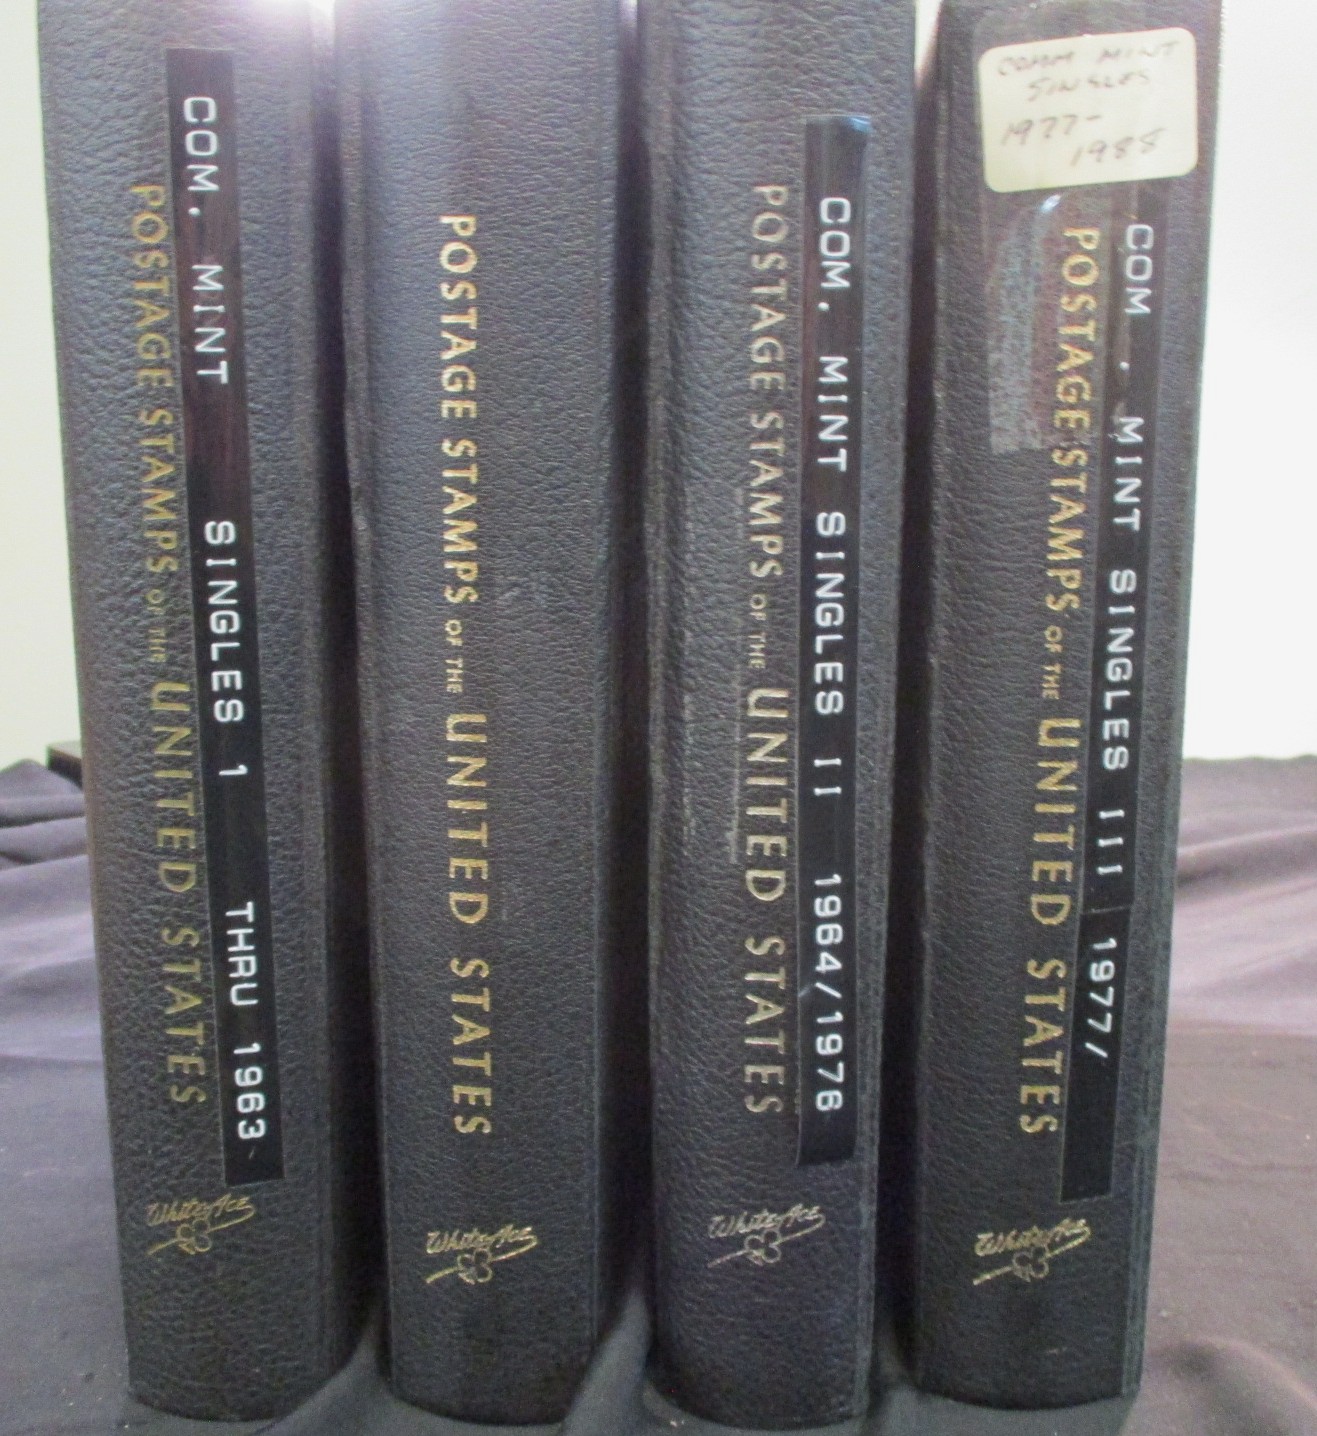 COM. MINT SINGLES 1 THRU 1963
POSTAGE STAMPS OF THE UNITED STATES
White Ace
POSTAGE STAMPS OF THE UNITED STATES
White Ace
COM. MINT SINGLES II 1964/1976
POSTAGE STAMPS OF THE UNITED STATES
White Ace
COMM MINT
SINGLES
1977-
1988
COM . MINT SINGLES III 1977/
POSTAGE STAMPS OF THE UNITED STATES
White Ace